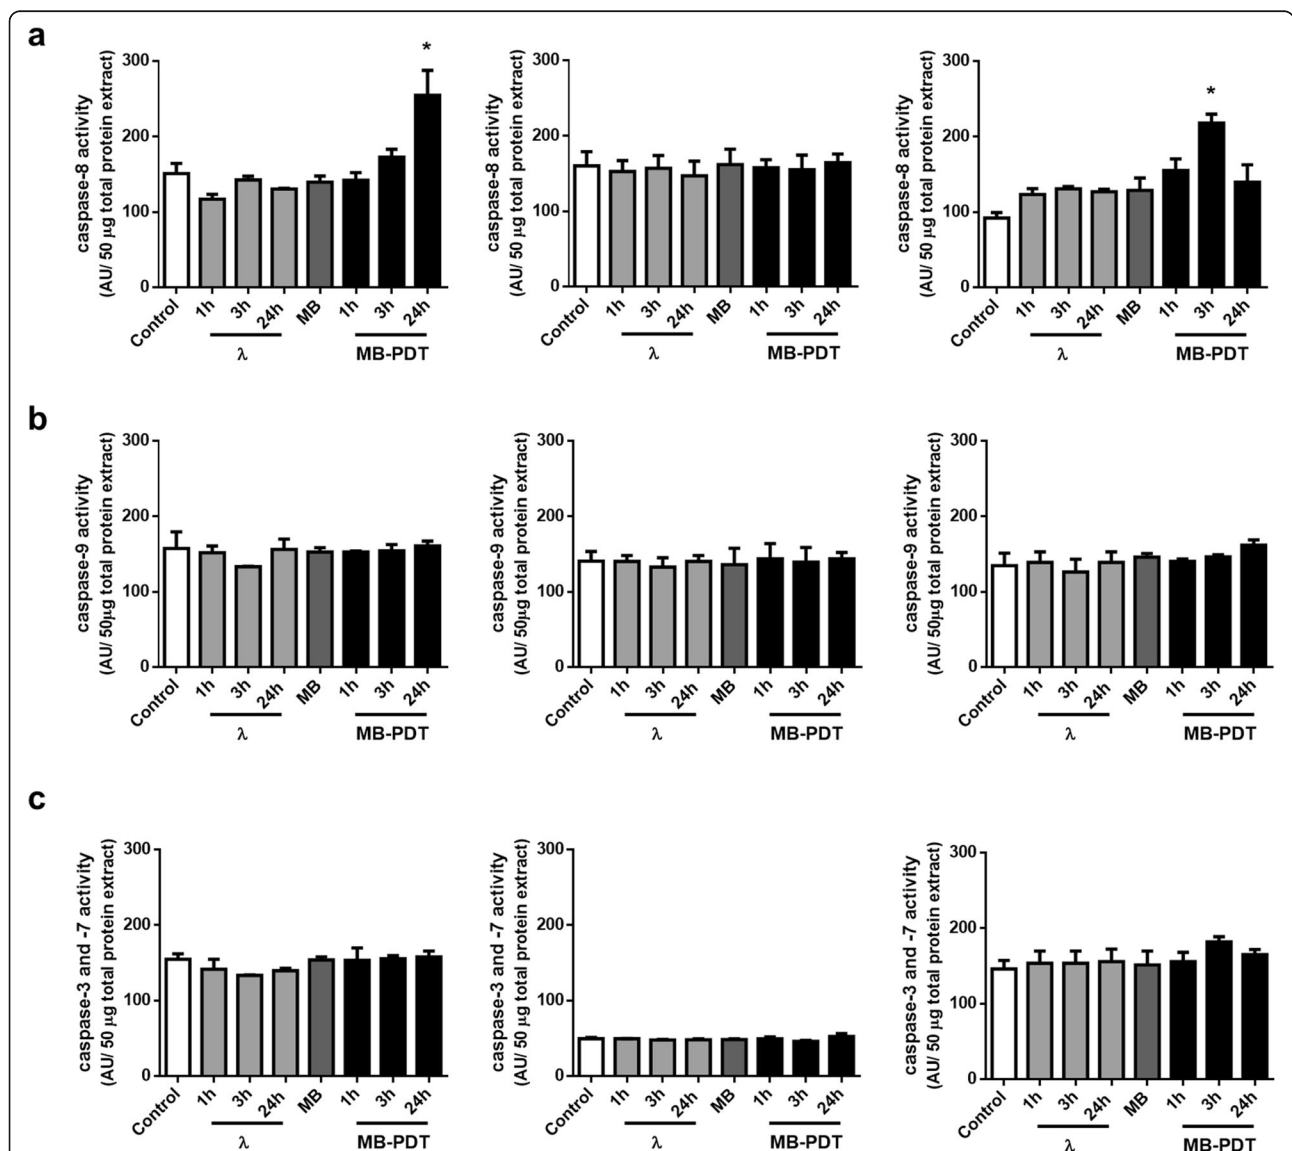 a
caspase-8 activity
(AU/ 50 μg total protein extract)
300
200
100
0
*
Control
1h
3h
24h
MB
1h
3h
24h
λ
MB-PDT
caspase-8 activity
(AU/ 50 μg total protein extract)
300
200
100
0
Control
1h
3h
24h
MB
1h
3h
24h
λ
MB-PDT
caspase-8 activity
(AU/ 50 μg total protein extract)
300
200
100
0
*
Control
1h
3h
24h
MB
1h
3h
24h
λ
MB-PDT
b
caspase-9 activity
(AU/ 50μg total protein extract)
300
200
100
0
Control
1h
3h
24h
MB
1h
3h
24h
λ
MB-PDT
caspase-9 activity
(AU/ 50μg total protein extract)
300
200
100
0
Control
1h
3h
24h
MB
1h
3h
24h
λ
MB-PDT
caspase-9 activity
(AU/ 50μg total protein extract)
300
200
100
0
Control
1h
3h
24h
MB
1h
3h
24h
λ
MB-PDT
c
caspase-3 and -7 activity
(AU/ 50 μg total protein extract)
300
200
100
0
Control
1h
3h
24h
MB
1h
3h
24h
λ
MB-PDT
caspase-3 and -7 activity
(AU/ 50 μg total protein extract)
300
200
100
0
Control
1h
3h
24h
MB
1h
3h
24h
λ
MB-PDT
caspase-3 and -7 activity
(AU/ 50 μg total protein extract)
300
200
100
0
Control
1h
3h
24h
MB
1h
3h
24h
λ
MB-PDT